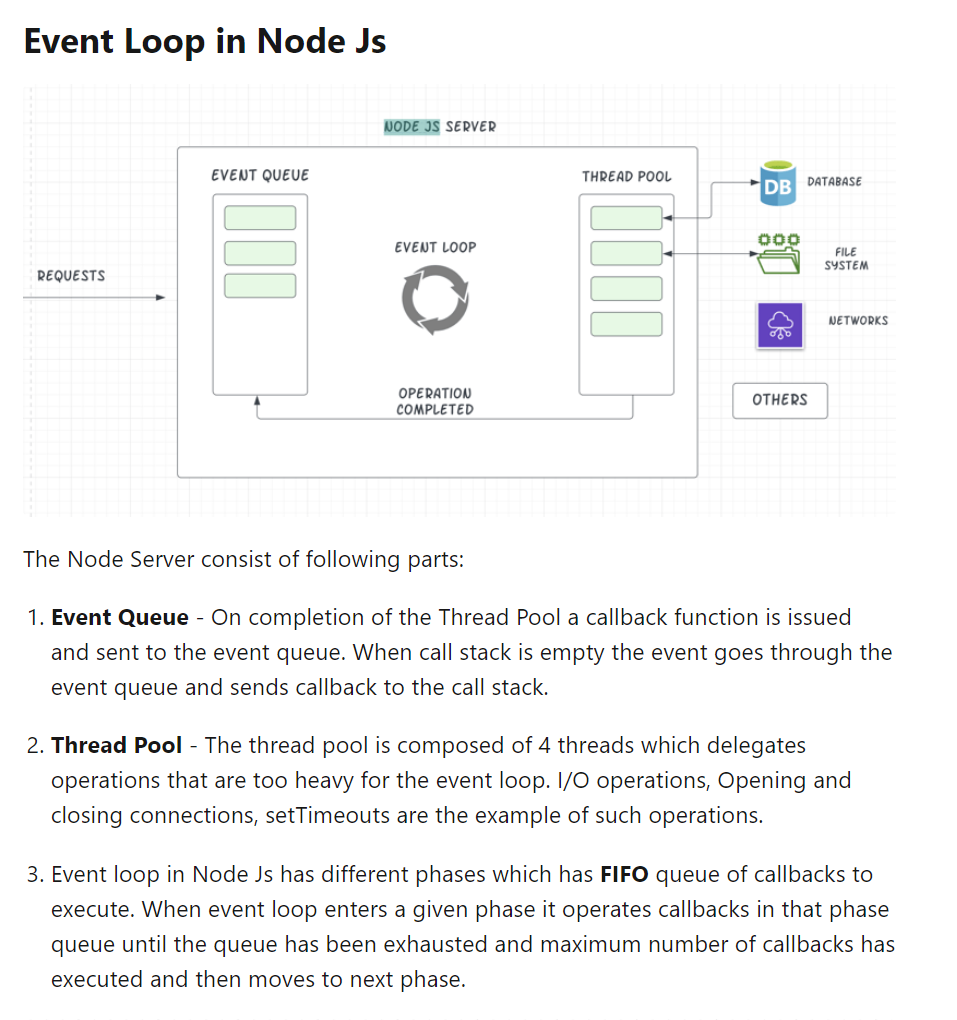 Event Loop in Node Js
NODE JS SERVER
EVENT QUEUE
THREAD POOL
DB
DATABASE
EVENT LOOP
FILE
SYSTEM
REQUESTS
NETWORKS
OPERATION
COMPLETED
OTHERS
The Node Server consist of following parts:
1. Event Queue - On completion of the Thread Pool a callback function is issued
and sent to the event queue. When call stack is empty the event goes through the
event queue and sends callback to the call stack.
2. Thread Pool - The thread pool is composed of 4 threads which delegates
operations that are too heavy for the event loop. I/O operations, Opening and
closing connections, setTimeouts are the example of such operations.
3. Event loop in Node Js has different phases which has FIFO queue of callbacks to
execute. When event loop enters a given phase it operates callbacks in that phase
queue until the queue has been exhausted and maximum number of callbacks has
executed and then moves to next phase.